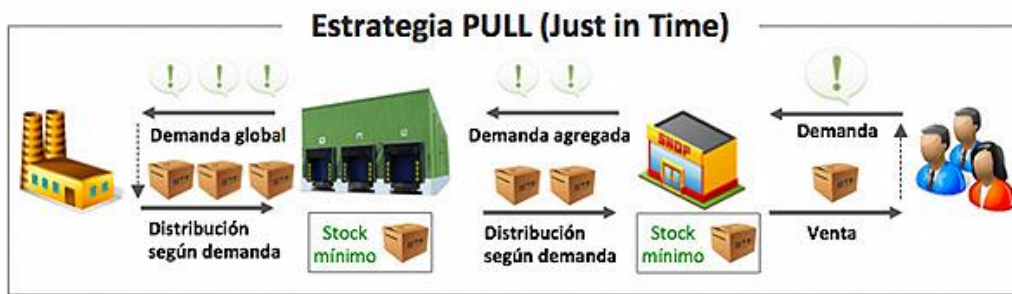 Estrategia PULL (Just in Time)
! ! !
! !
!
Demanda global
Demanda agregada
Demanda
SHOP
Distribución
según demanda
Stock
mínimo
Distribución
según demanda
Stock
mínimo
Venta